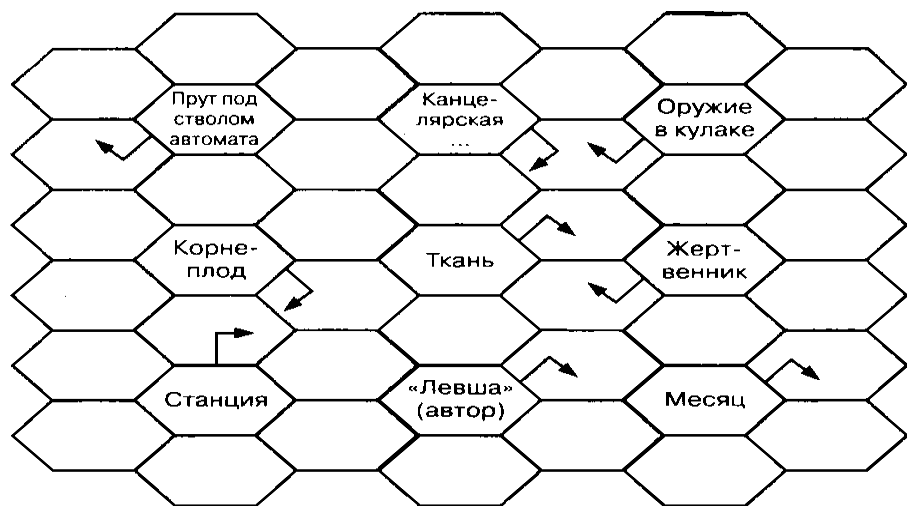 Прут под
стволом
автомата
Канце-
лярская
...
Оружие
в кулаке
Корне-
плод
Ткань
Жерт-
венник
Станция
«Левша»
(автор)
Месяц